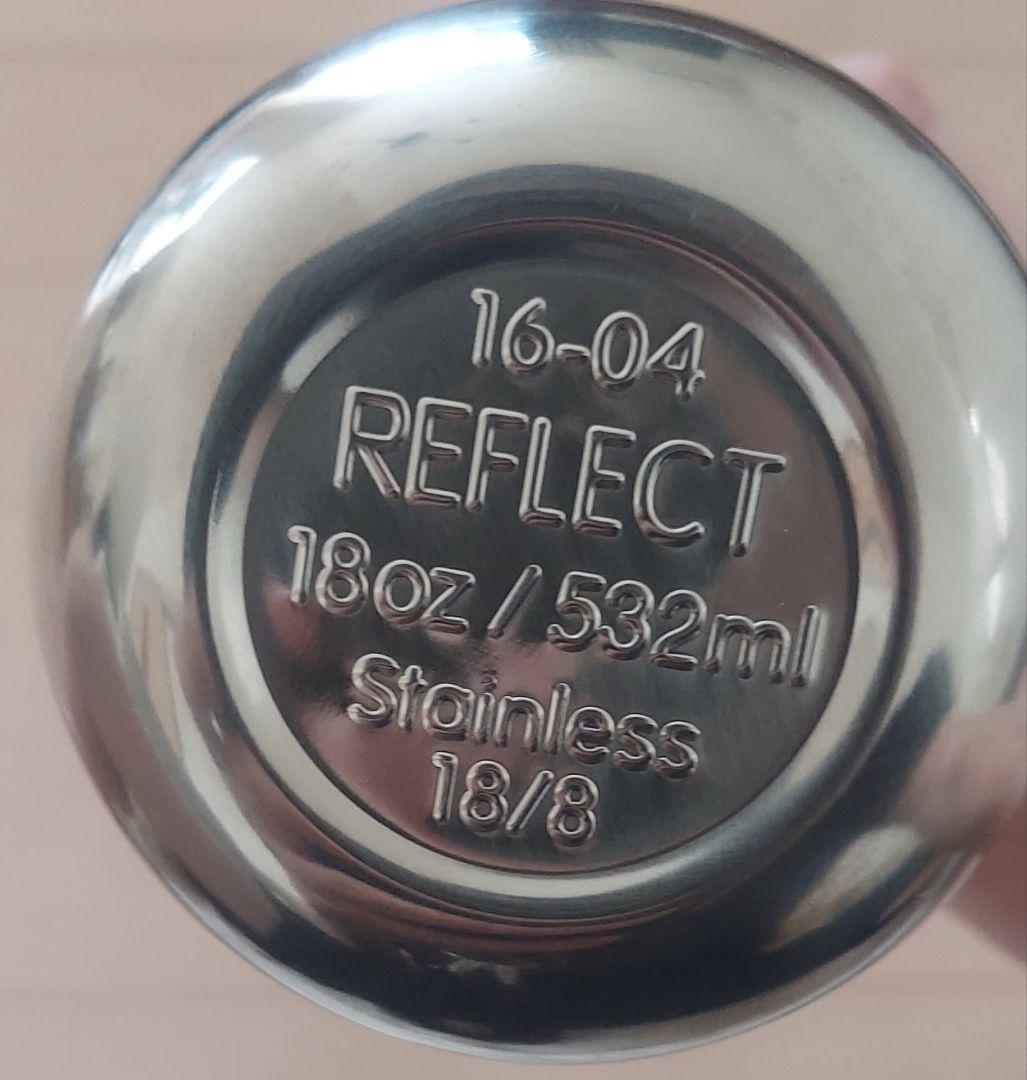 16-04
REFLECT
18oz / 532ml
Stainless
18/8